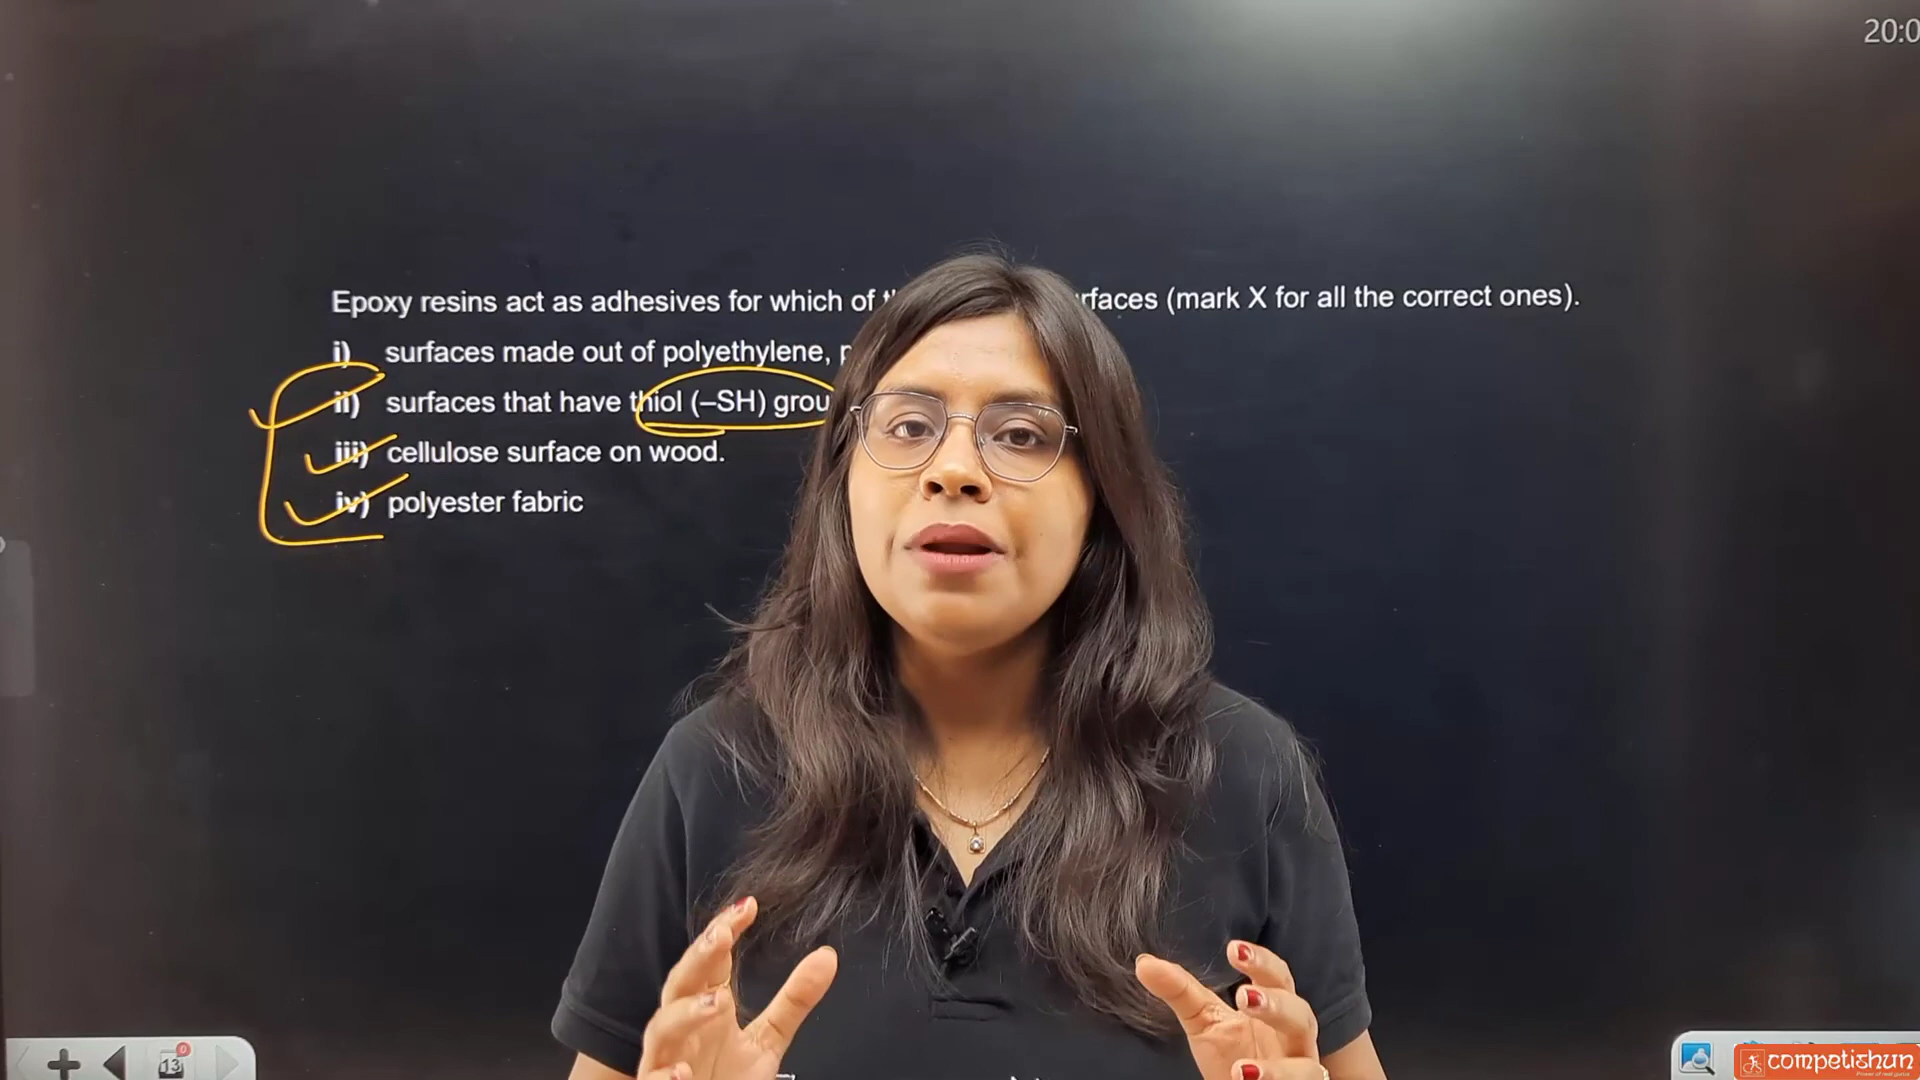 20:0
Epoxy resins act as adhesives for which of rfaces (mark X for all the correct ones).
i) surfaces made out of polyethylene,
ii) surfaces that have thiol (–SH) grou
iii) cellulose surface on wood.
iv) polyester fabric
13
0
competishun